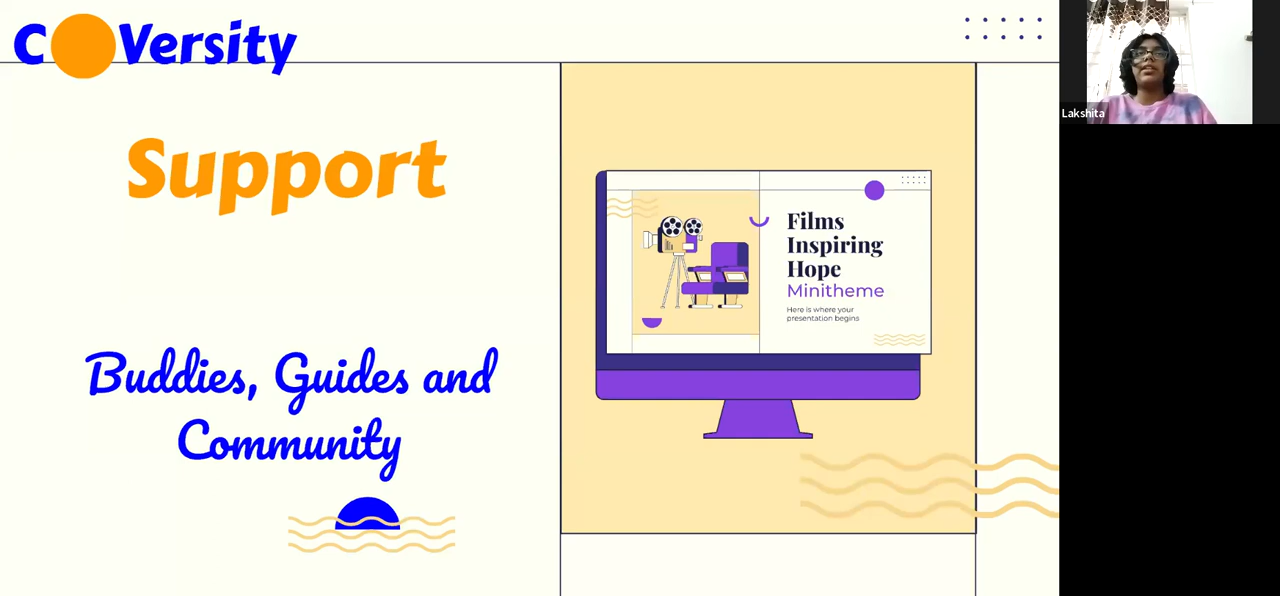 COVersity
Support
Buddies, Guides and
Community
Films
Inspiring
Hope
Minitheme
Here is where your
presentation begins
Lakshita